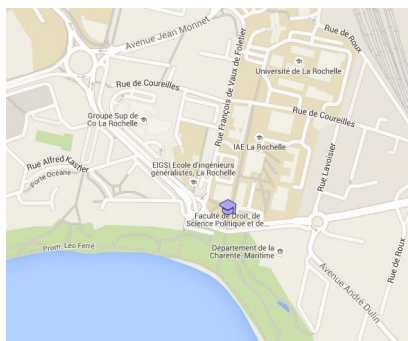 Avenue Jean Monnet
Rue de Roux
Rue François de Vaux de Foletier
Université de La Rochelle
Rue de Coureilles
Rue de Coureilles
Groupe Sup de
Co La Rochelle
IAE La Rochelle
Rue Lavoisier
Rue Alfred Kastler
Porte Océane
EIGSI Ecole d'ingénieurs
généralistes, La Rochelle
Faculté de Droit, de
Science Politique et de...
Prom. Léo Ferré
Département de la
Charente-Maritime
Rue de Roux
Avenue André Dulin